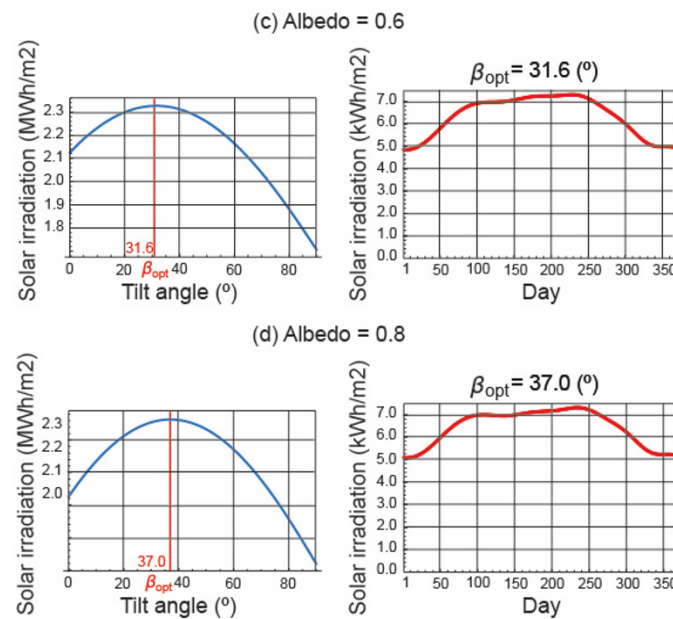 (c) Albedo = 0.6
Solar irradiation (MWh/m2)
2.3
2.2
2.1
2.0
1.9
1.8
31.6
0 20 40 60 80
βopt
Tilt angle (º)
βopt = 31.6 (º)
Solar irradiation (kWh/m2)
7.0
6.0
5.0
4.0
3.0
2.0
1.0
0.0
1 50 100 150 200 250 300 350
Day
(d) Albedo = 0.8
Solar irradiation (MWh/m2)
2.3
2.2
2.1
2.0
37.0
0 20 40 60 80
βopt
Tilt angle (º)
βopt = 37.0 (º)
Solar irradiation (kWh/m2)
7.0
6.0
5.0
4.0
3.0
2.0
1.0
0.0
1 50 100 150 200 250 300 350
Day